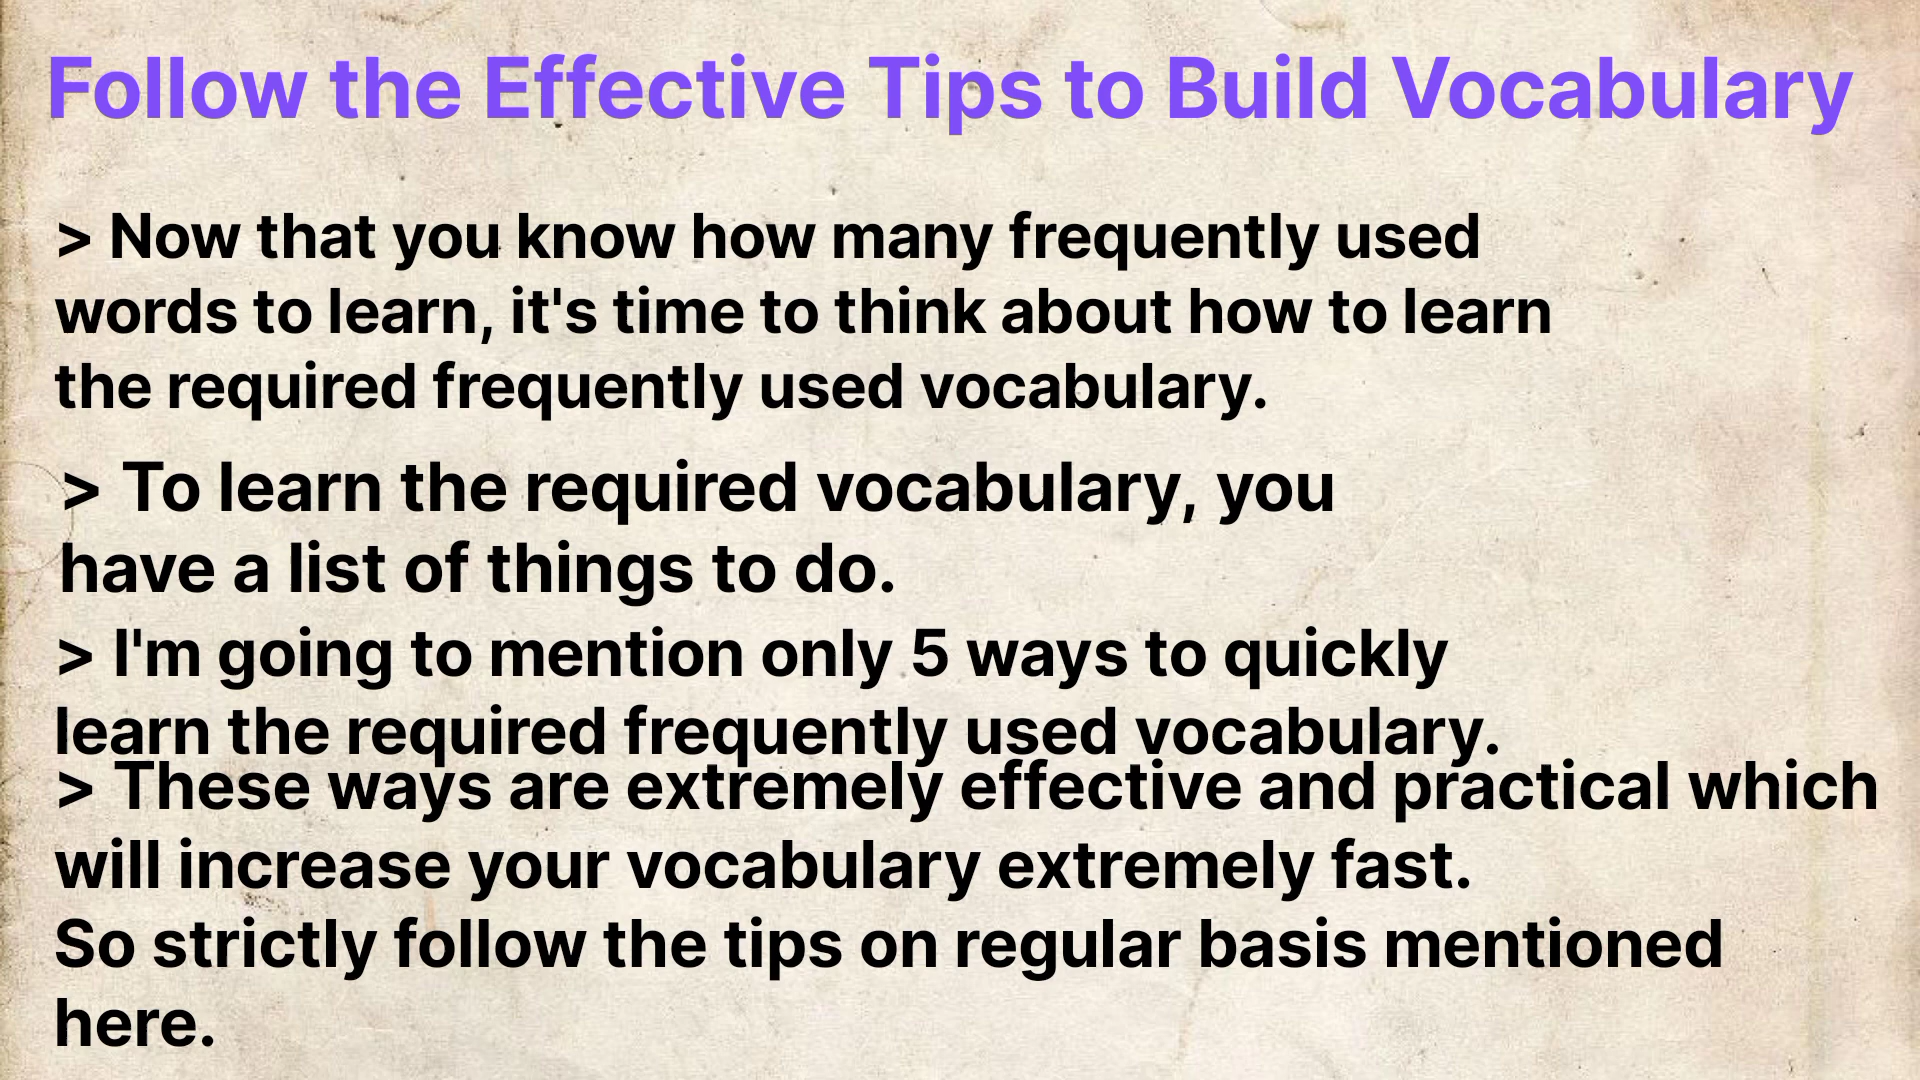 Follow the Effective Tips to Build Vocabulary
> Now that you know how many frequently used
words to learn, it's time to think about how to learn
the required frequently used vocabulary.
> To learn the required vocabulary, you
have a list of things to do.
> I'm going to mention only 5 ways to quickly
learn the required frequently used vocabulary.
> These ways are extremely effective and practical which
will increase your vocabulary extremely fast.
So strictly follow the tips on regular basis mentioned
here.